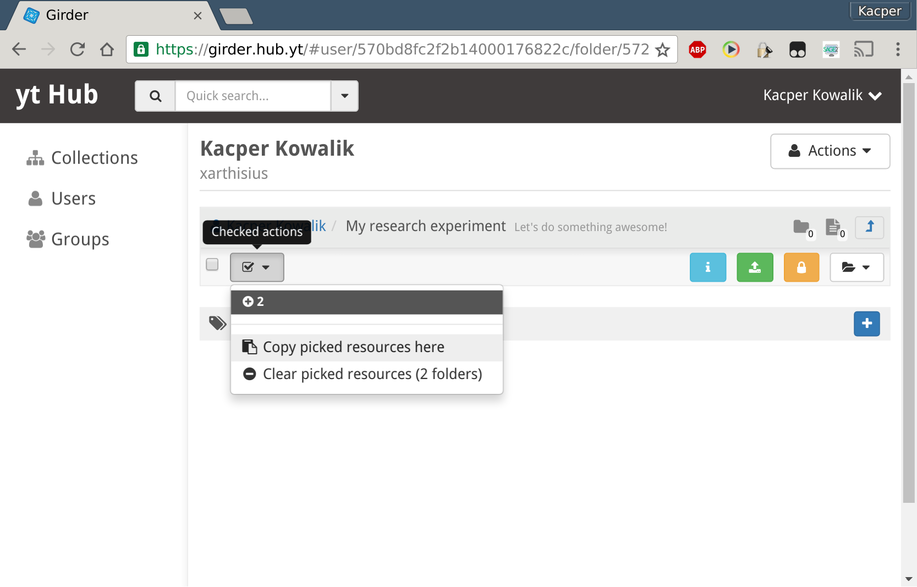 Girder
Kacper
https://girder.hub.yt/#user/570bd8fc2f2b14000176822c/folder/572
ABP
yt Hub
Quick search...
Kacper Kowalik
Collections
Users
Groups
Kacper Kowalik
xarthisius
Actions
lik / My research experiment Let's do something awesome!
0 0
Checked actions
2
Copy picked resources here
Clear picked resources (2 folders)